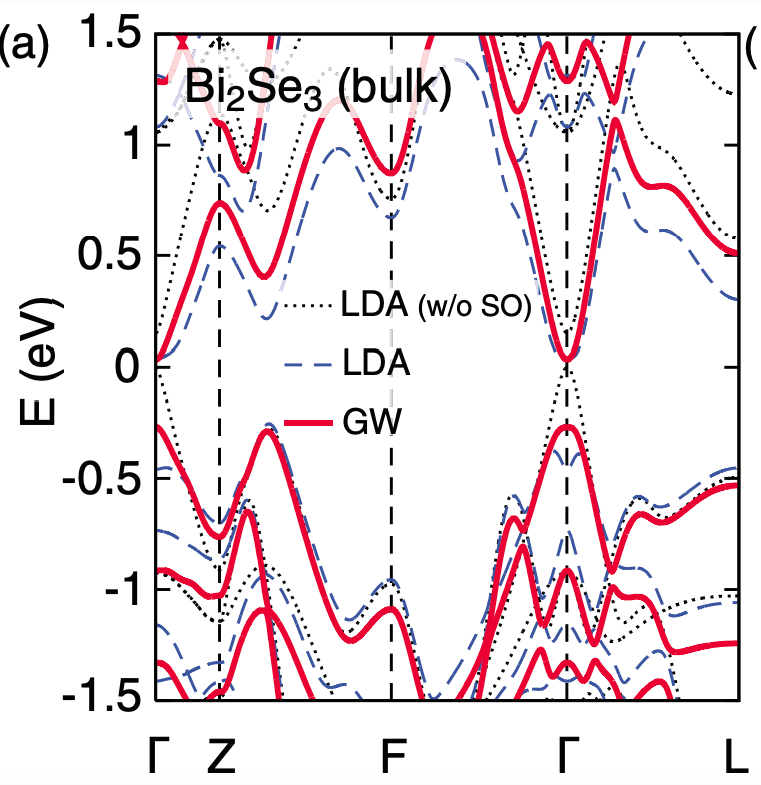 (a)
(
1.5
1
0.5
0
-0.5
-1
-1.5
E (eV)
Bi₂Se₃ (bulk)
LDA (w/o SO)
LDA
GW
Γ Z F Γ L